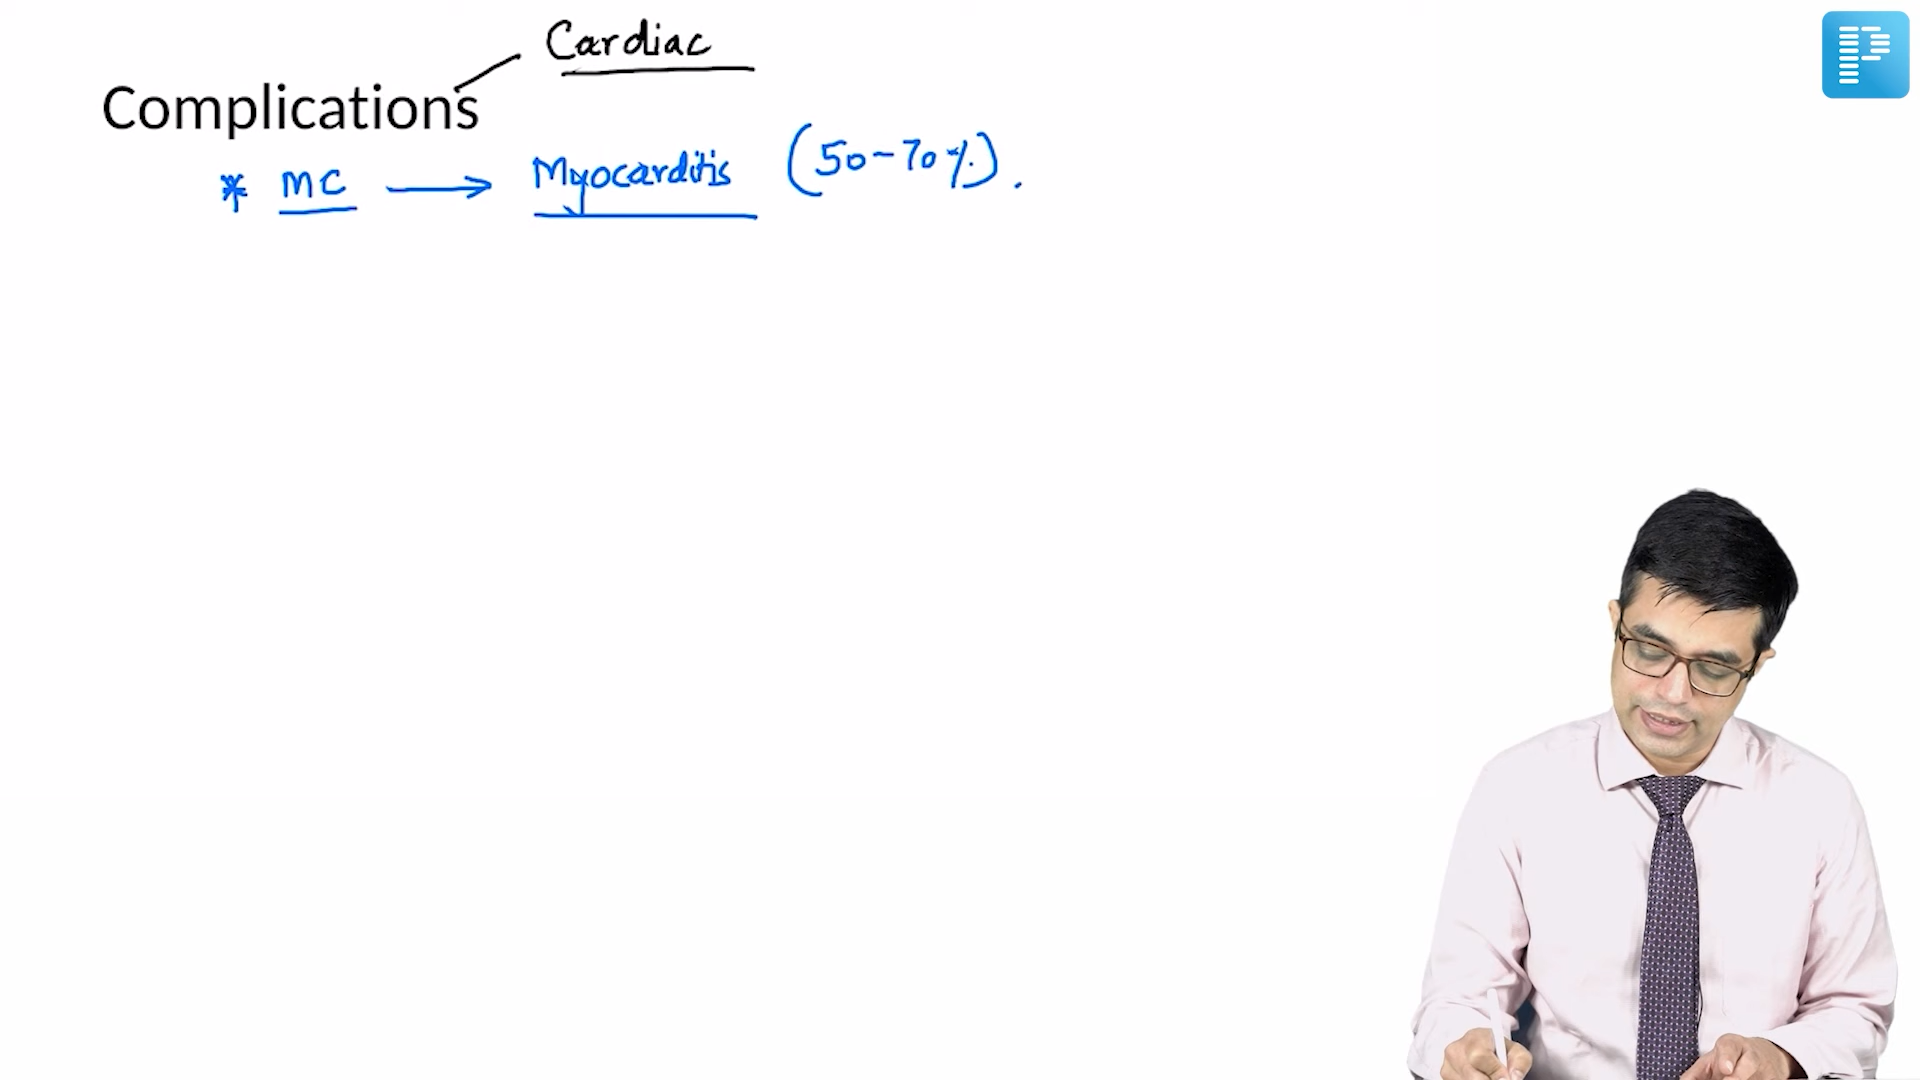 Cardiac
Complications
* MC → Myocarditis (50-70%).